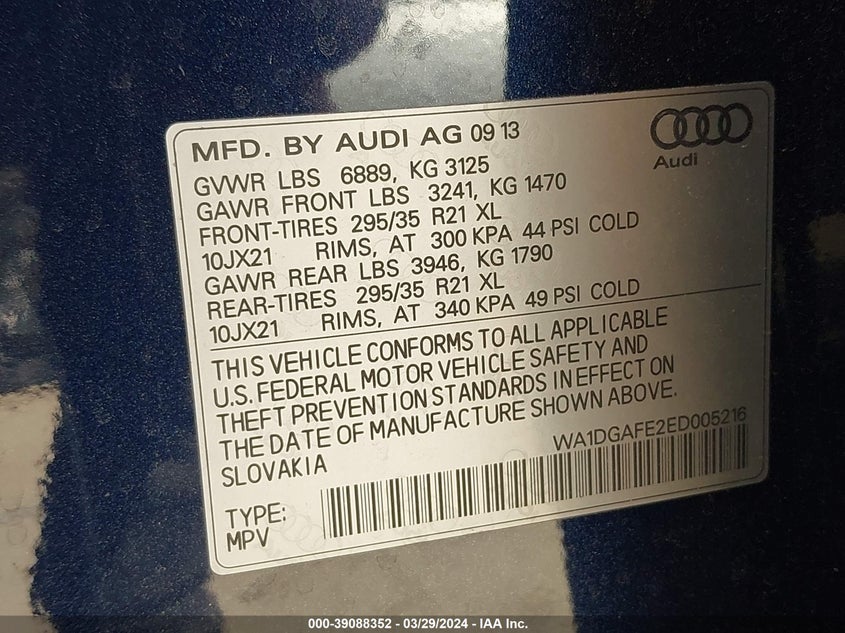 MFD. BY AUDI AG 09 13
Audi
GVWR LBS 6889, KG 3125
GAWR FRONT LBS 3241, KG 1470
FRONT-TIRES 295/35 R21 XL
10JX21 RIMS, AT 300 KPA 44 PSI COLD
GAWR REAR LBS 3946, KG 1790
REAR-TIRES 295/35 R21 XL
10JX21 RIMS, AT 340 KPA 49 PSI COLD
THIS VEHICLE CONFORMS TO ALL APPLICABLE
U.S. FEDERAL MOTOR VEHICLE SAFETY AND
THEFT PREVENTION STANDARDS IN EFFECT ON
THE DATE OF MANUFACTURE SHOWN ABOVE.
SLOVAKIA
WA1DGAFE2ED005216
TYPE:
MPV
000-39088352 — 03/29/2024 — IAA Inc.